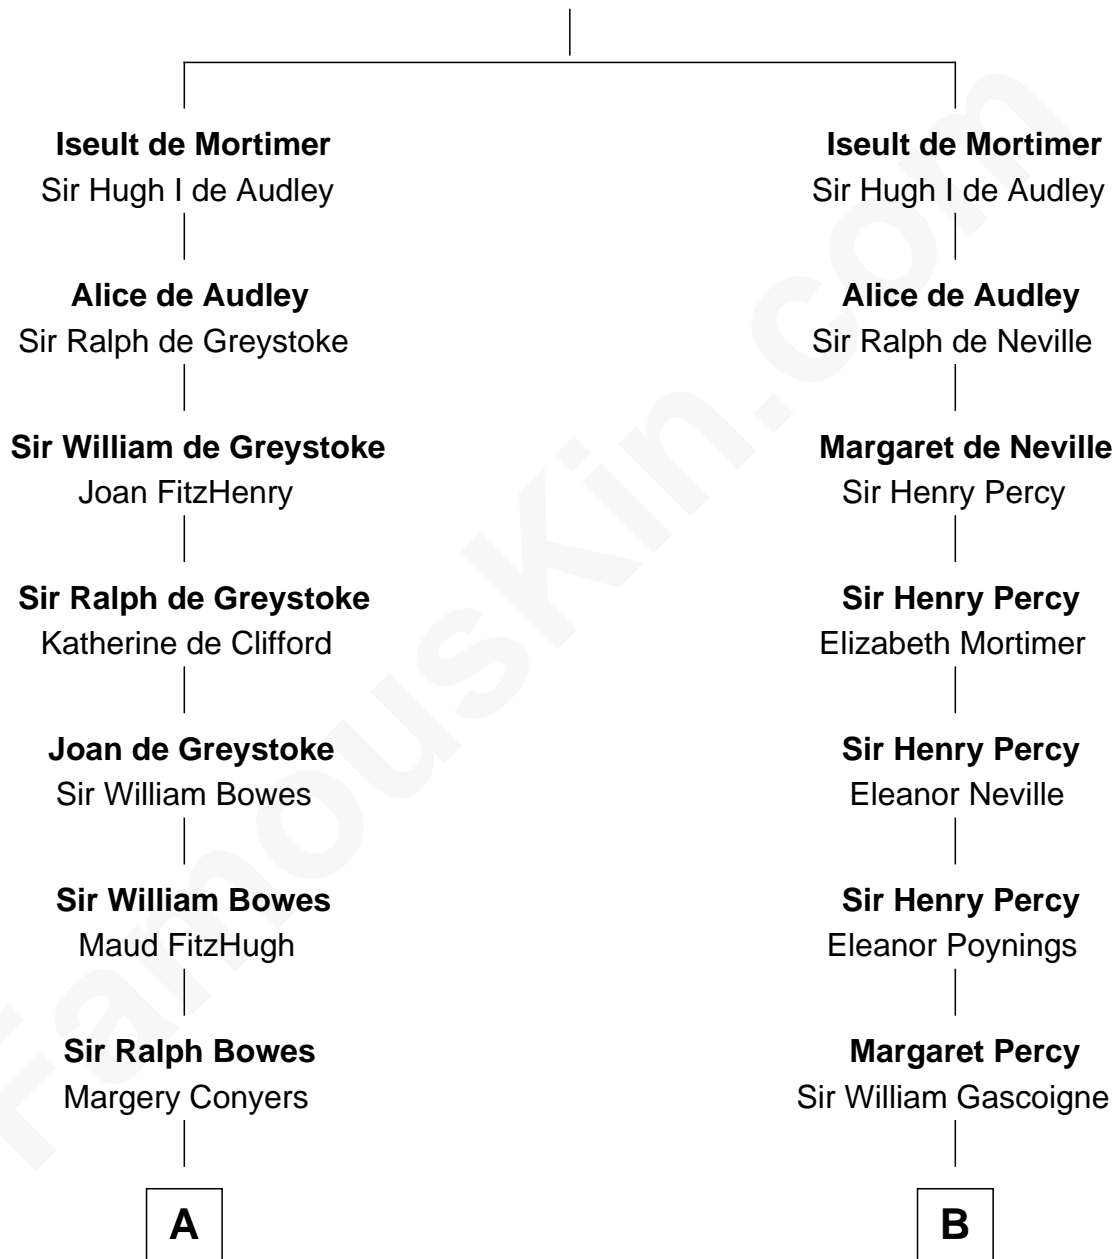 Iseult de Mortimer
Sir Hugh I de Audley
Alice de Audley
Sir Ralph de Greystoke
Sir William de Greystoke
Joan FitzHenry
Sir Ralph de Greystoke
Katherine de Clifford
Joan de Greystoke
Sir William Bowes
Sir William Bowes
Maud FitzHugh
Sir Ralph Bowes
Margery Conyers
A
Iseult de Mortimer
Sir Hugh I de Audley
Alice de Audley
Sir Ralph de Neville
Margaret de Neville
Sir Henry Percy
Sir Henry Percy
Elizabeth Mortimer
Sir Henry Percy
Eleanor Neville
Sir Henry Percy
Eleanor Poynings
Margaret Percy
Sir William Gascoigne
B
FamousKin.com